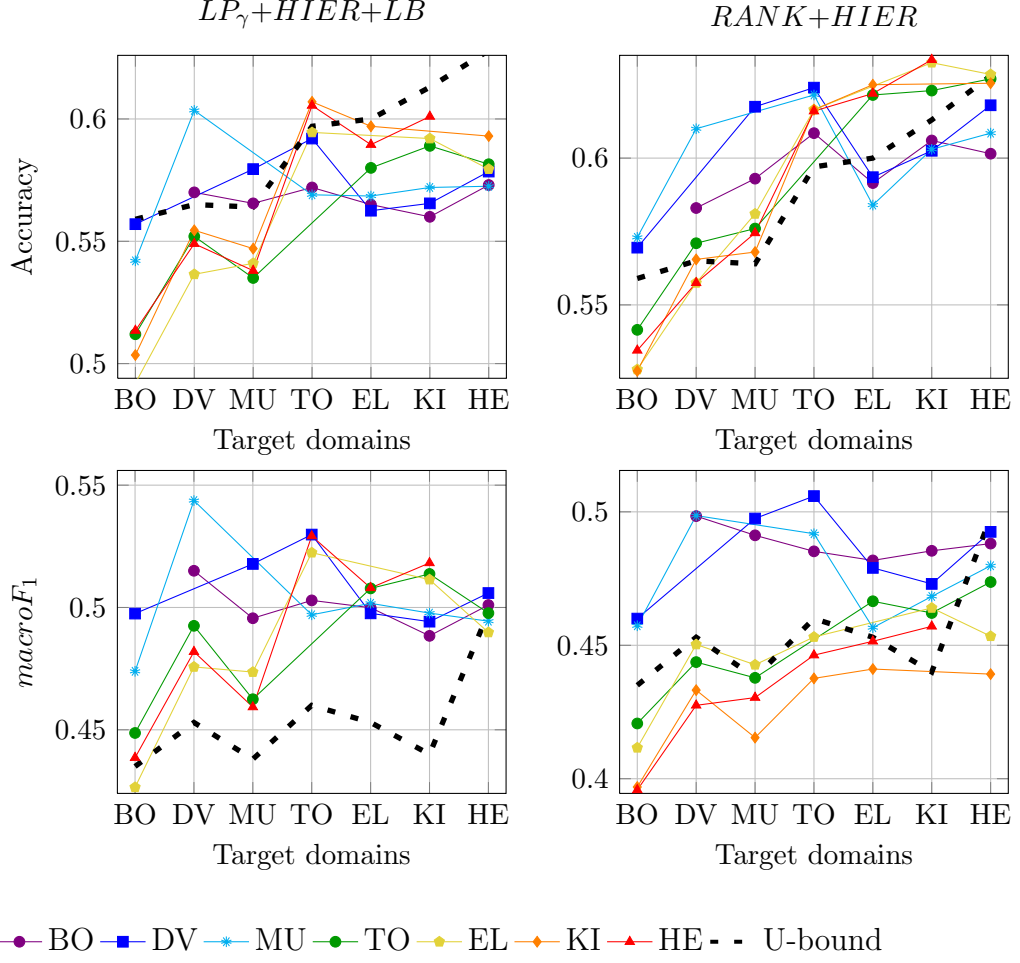 LPγ+HIER+LB
RANK+HIER
Accuracy
0.6
0.55
0.5
BO DV MU TO EL KI HE
Target domains
0.6
0.55
BO DV MU TO EL KI HE
Target domains
macroF1
0.55
0.5
0.45
BO DV MU TO EL KI HE
Target domains
0.5
0.45
0.4
BO DV MU TO EL KI HE
Target domains
BO DV MU TO EL KI HE U-bound